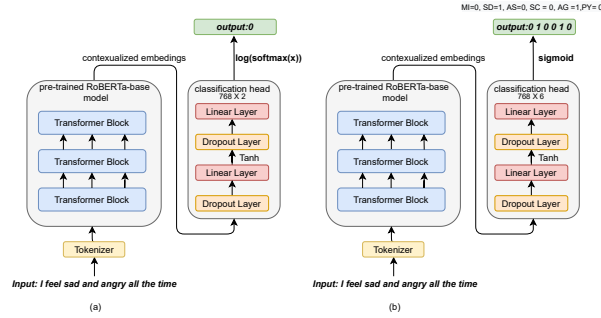 output:0
log(softmax(x))
contexualized embedings
pre-trained RoBERTa-base
model
Transformer Block
Transformer Block
Transformer Block
classification head
768 X 2
Linear Layer
Dropout Layer
Tanh
Linear Layer
Dropout Layer
Tokenizer
Input: I feel sad and angry all the time
(a)
MI=0, SD=1, AS=0, SC = 0, AG =1,PY= 0
output:0 1 0 0 1 0
sigmoid
contexualized embedings
pre-trained RoBERTa-base
model
Transformer Block
Transformer Block
Transformer Block
classification head
768 X 6
Linear Layer
Dropout Layer
Tanh
Linear Layer
Dropout Layer
Tokenizer
Input: I feel sad and angry all the time
(b)